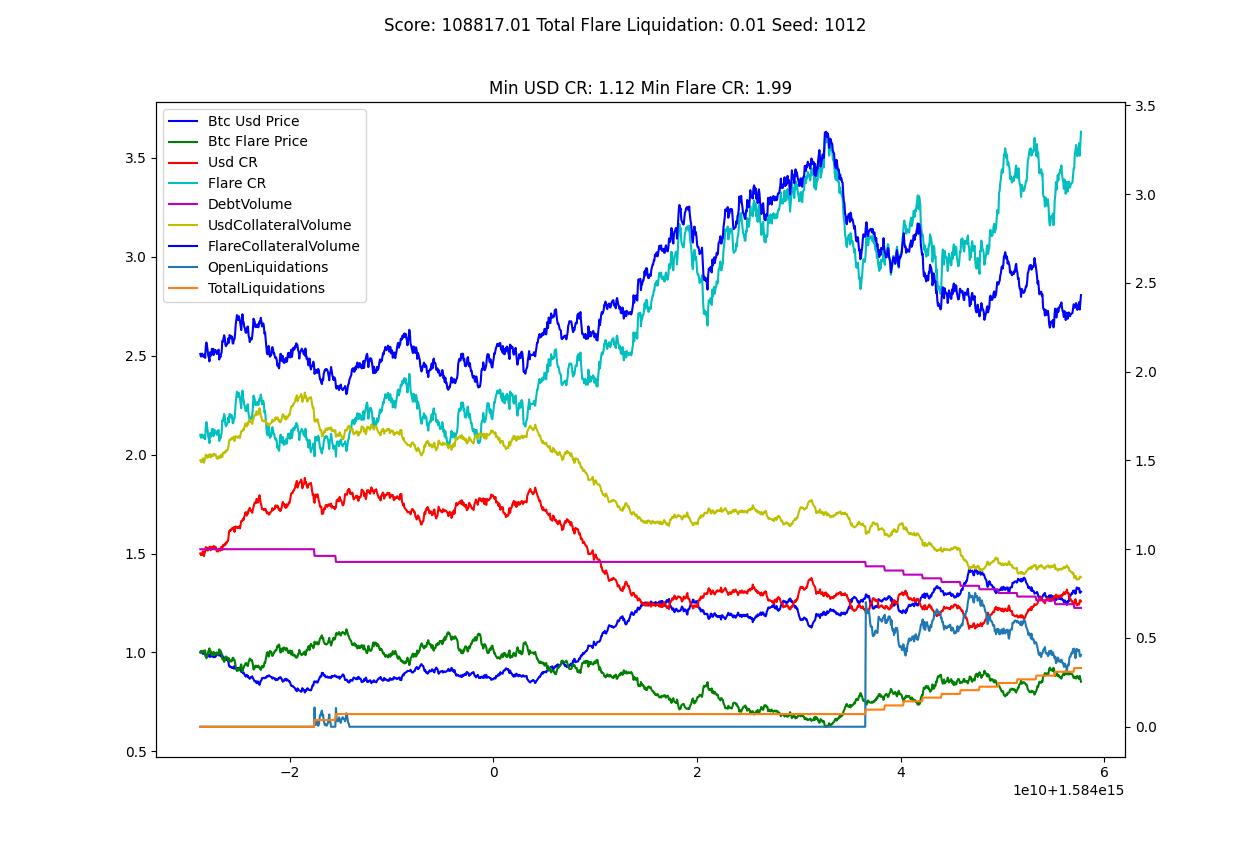 Score: 108817.01 Total Flare Liquidation: 0.01 Seed: 1012
Min USD CR: 1.12 Min Flare CR: 1.99
Btc Usd Price
Btc Flare Price
Usd CR
Flare CR
DebtVolume
UsdCollateralVolume
FlareCollateralVolume
OpenLiquidations
TotalLiquidations
3.5
3.0
2.5
2.0
1.5
1.0
0.5
3.5
3.0
2.5
2.0
1.5
1.0
0.5
0.0
−2 0 2 4 6
1e10+1.584e15